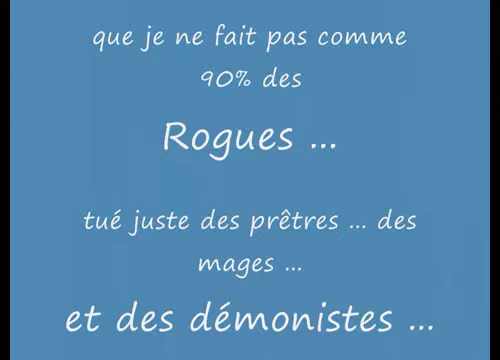 que je ne fait pas comme
90% des
Rogues ...
tué juste des prêtres ... des
mages ...
et des démonistes ...